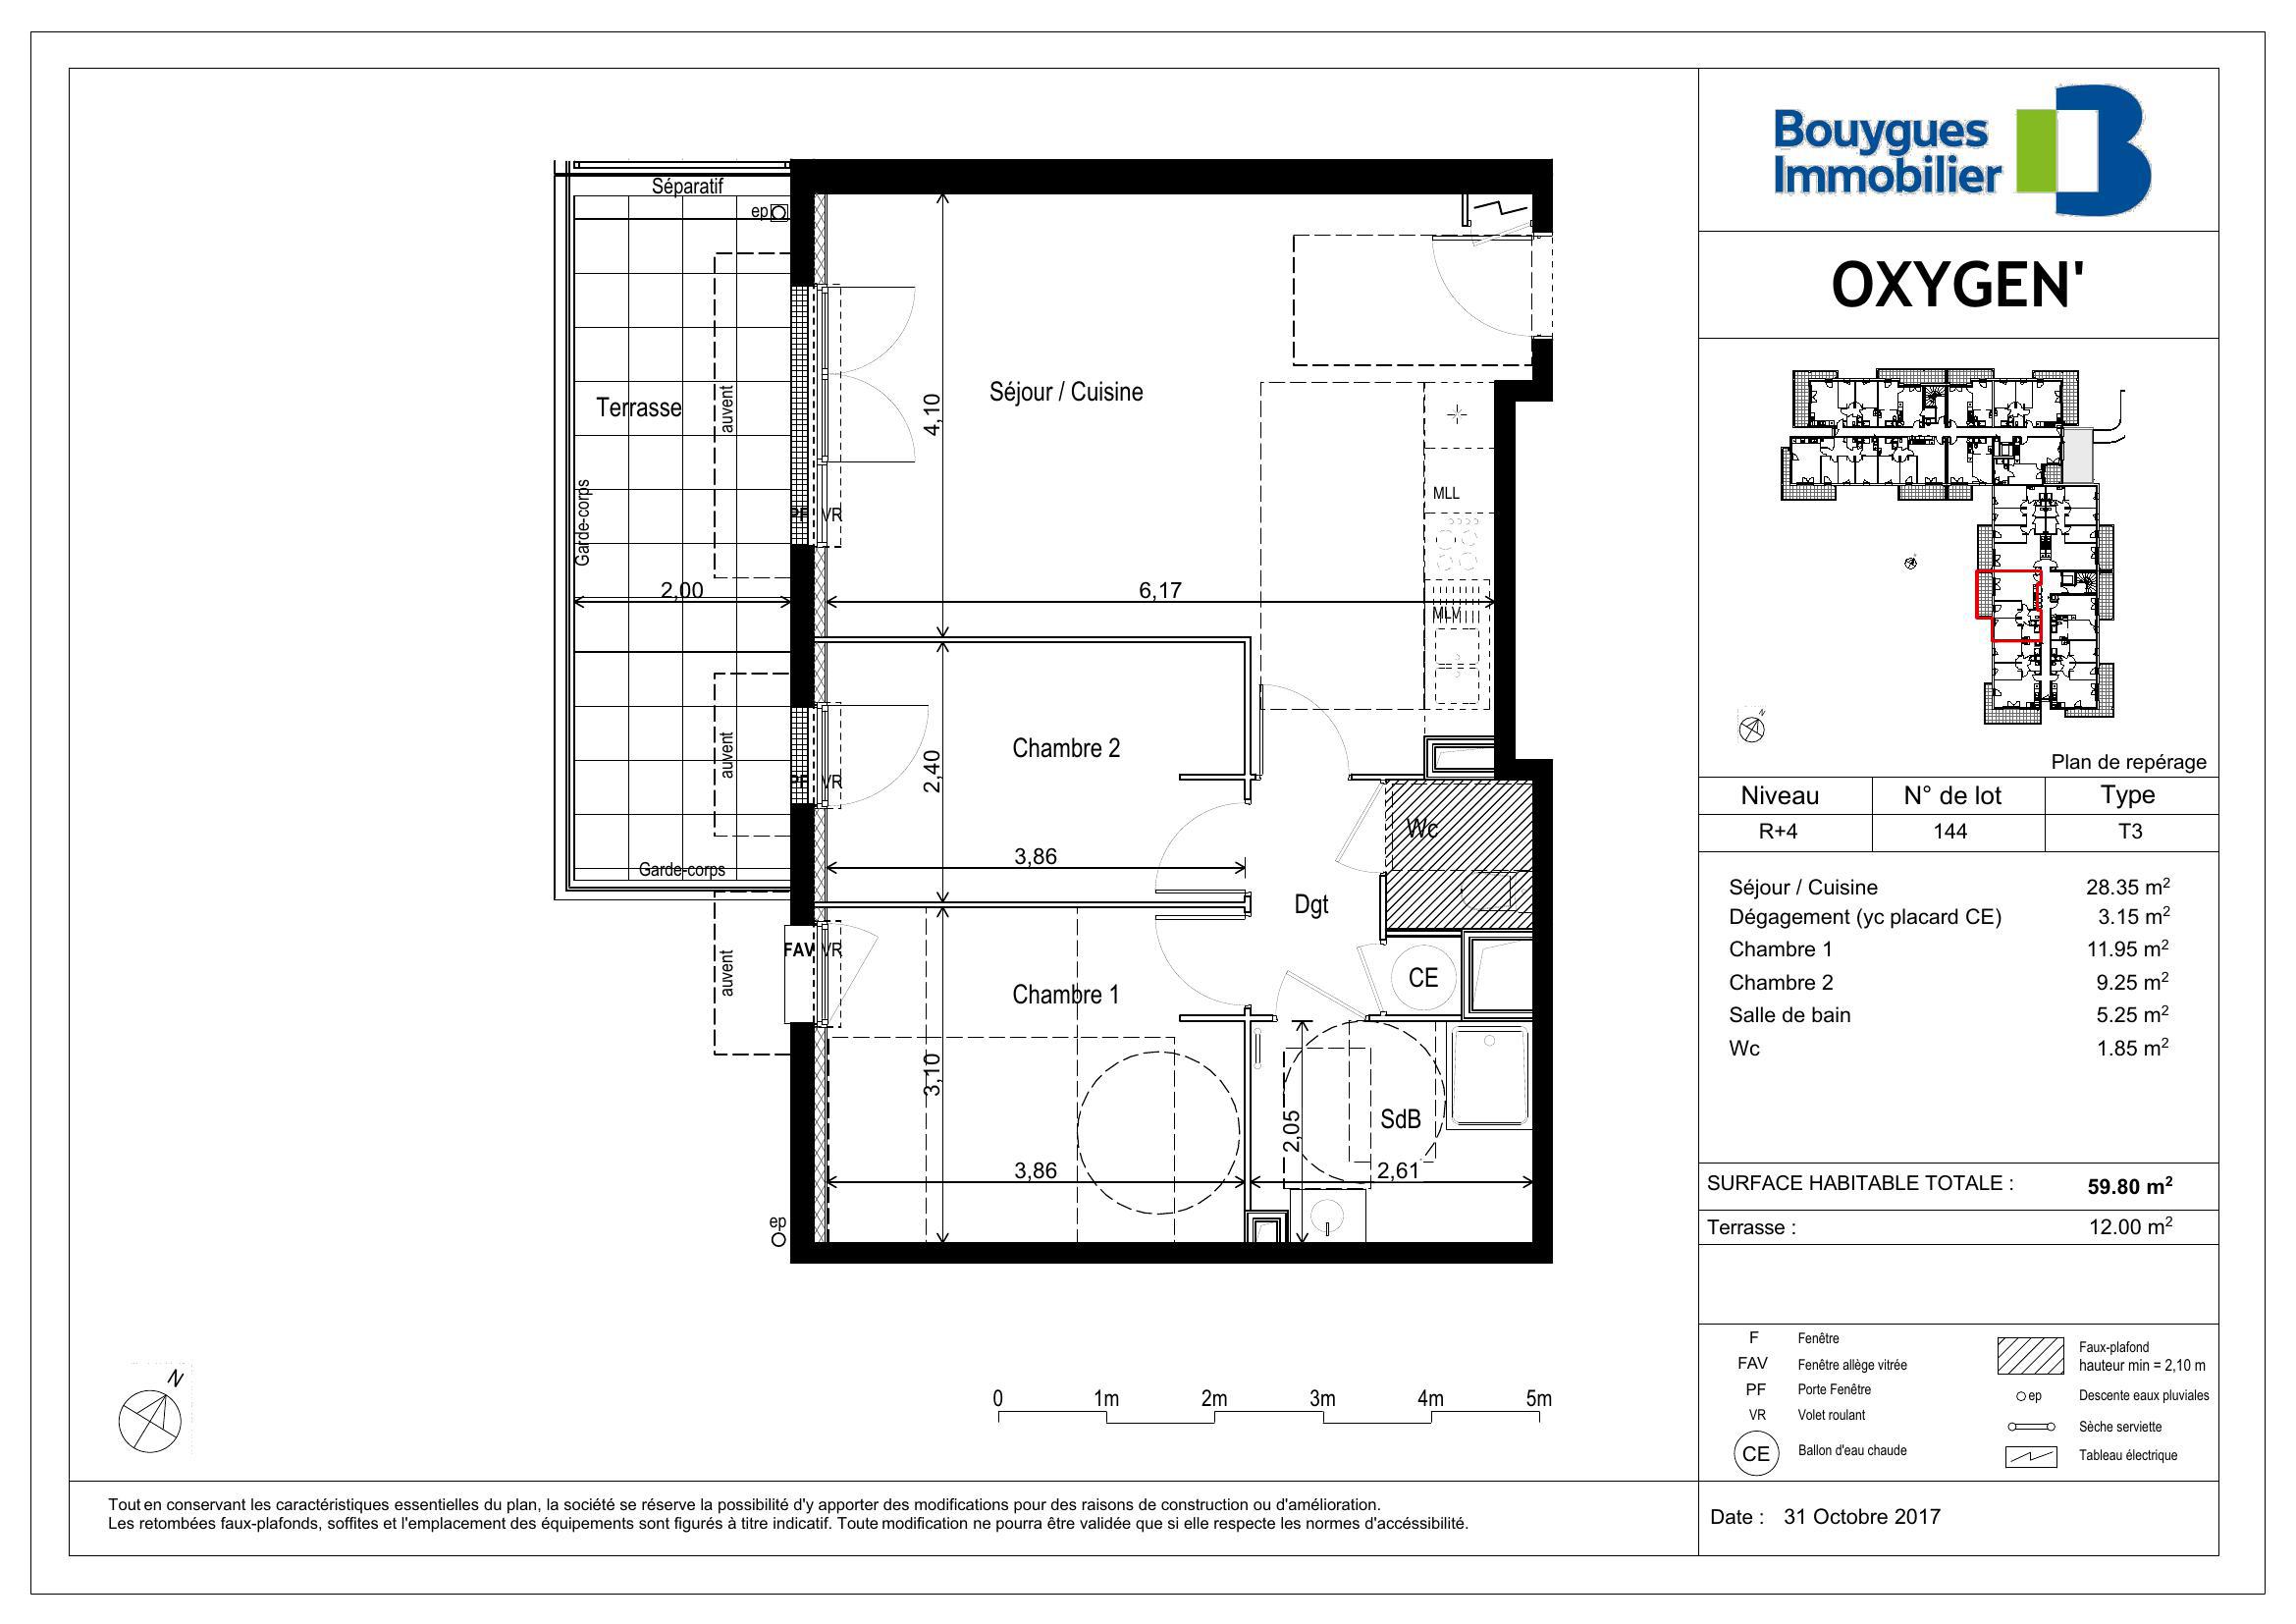 Bouygues
Immobilier
OXYGEN'
Séparatif
ep
Terrasse
auvent
Séjour / Cuisine
4,10
MLL
Garde-corps
PF VR
2,00
6,17
MLV
Chambre 2
auvent
2,40
PF VR
Wc
3,86
Garde-corps
Dgt
FAV VR
auvent
CE
Chambre 1
3,10
SdB
2,05
3,86
2,61
ep
N
0 1m 2m 3m 4m 5m
N
Plan de repérage
Niveau N° de lot Type
R+4 144 T3
Séjour / Cuisine 28.35 m²
Dégagement (yc placard CE) 3.15 m²
Chambre 1 11.95 m²
Chambre 2 9.25 m²
Salle de bain 5.25 m²
Wc 1.85 m²
SURFACE HABITABLE TOTALE : 59.80 m²
Terrasse : 12.00 m²
F Fenêtre
FAV Fenêtre allège vitrée
PF Porte Fenêtre
VR Volet roulant
CE Ballon d'eau chaude
Faux-plafond
hauteur min = 2,10 m
ep Descente eaux pluviales
Sèche serviette
Tableau électrique
Tout en conservant les caractéristiques essentielles du plan, la société se réserve la possibilité d'y apporter des modifications pour des raisons de construction ou d'amélioration.
Les retombées faux-plafonds, soffites et l'emplacement des équipements sont figurés à titre indicatif. Toute modification ne pourra être validée que si elle respecte les normes d'accéssibilité.
Date : 31 Octobre 2017